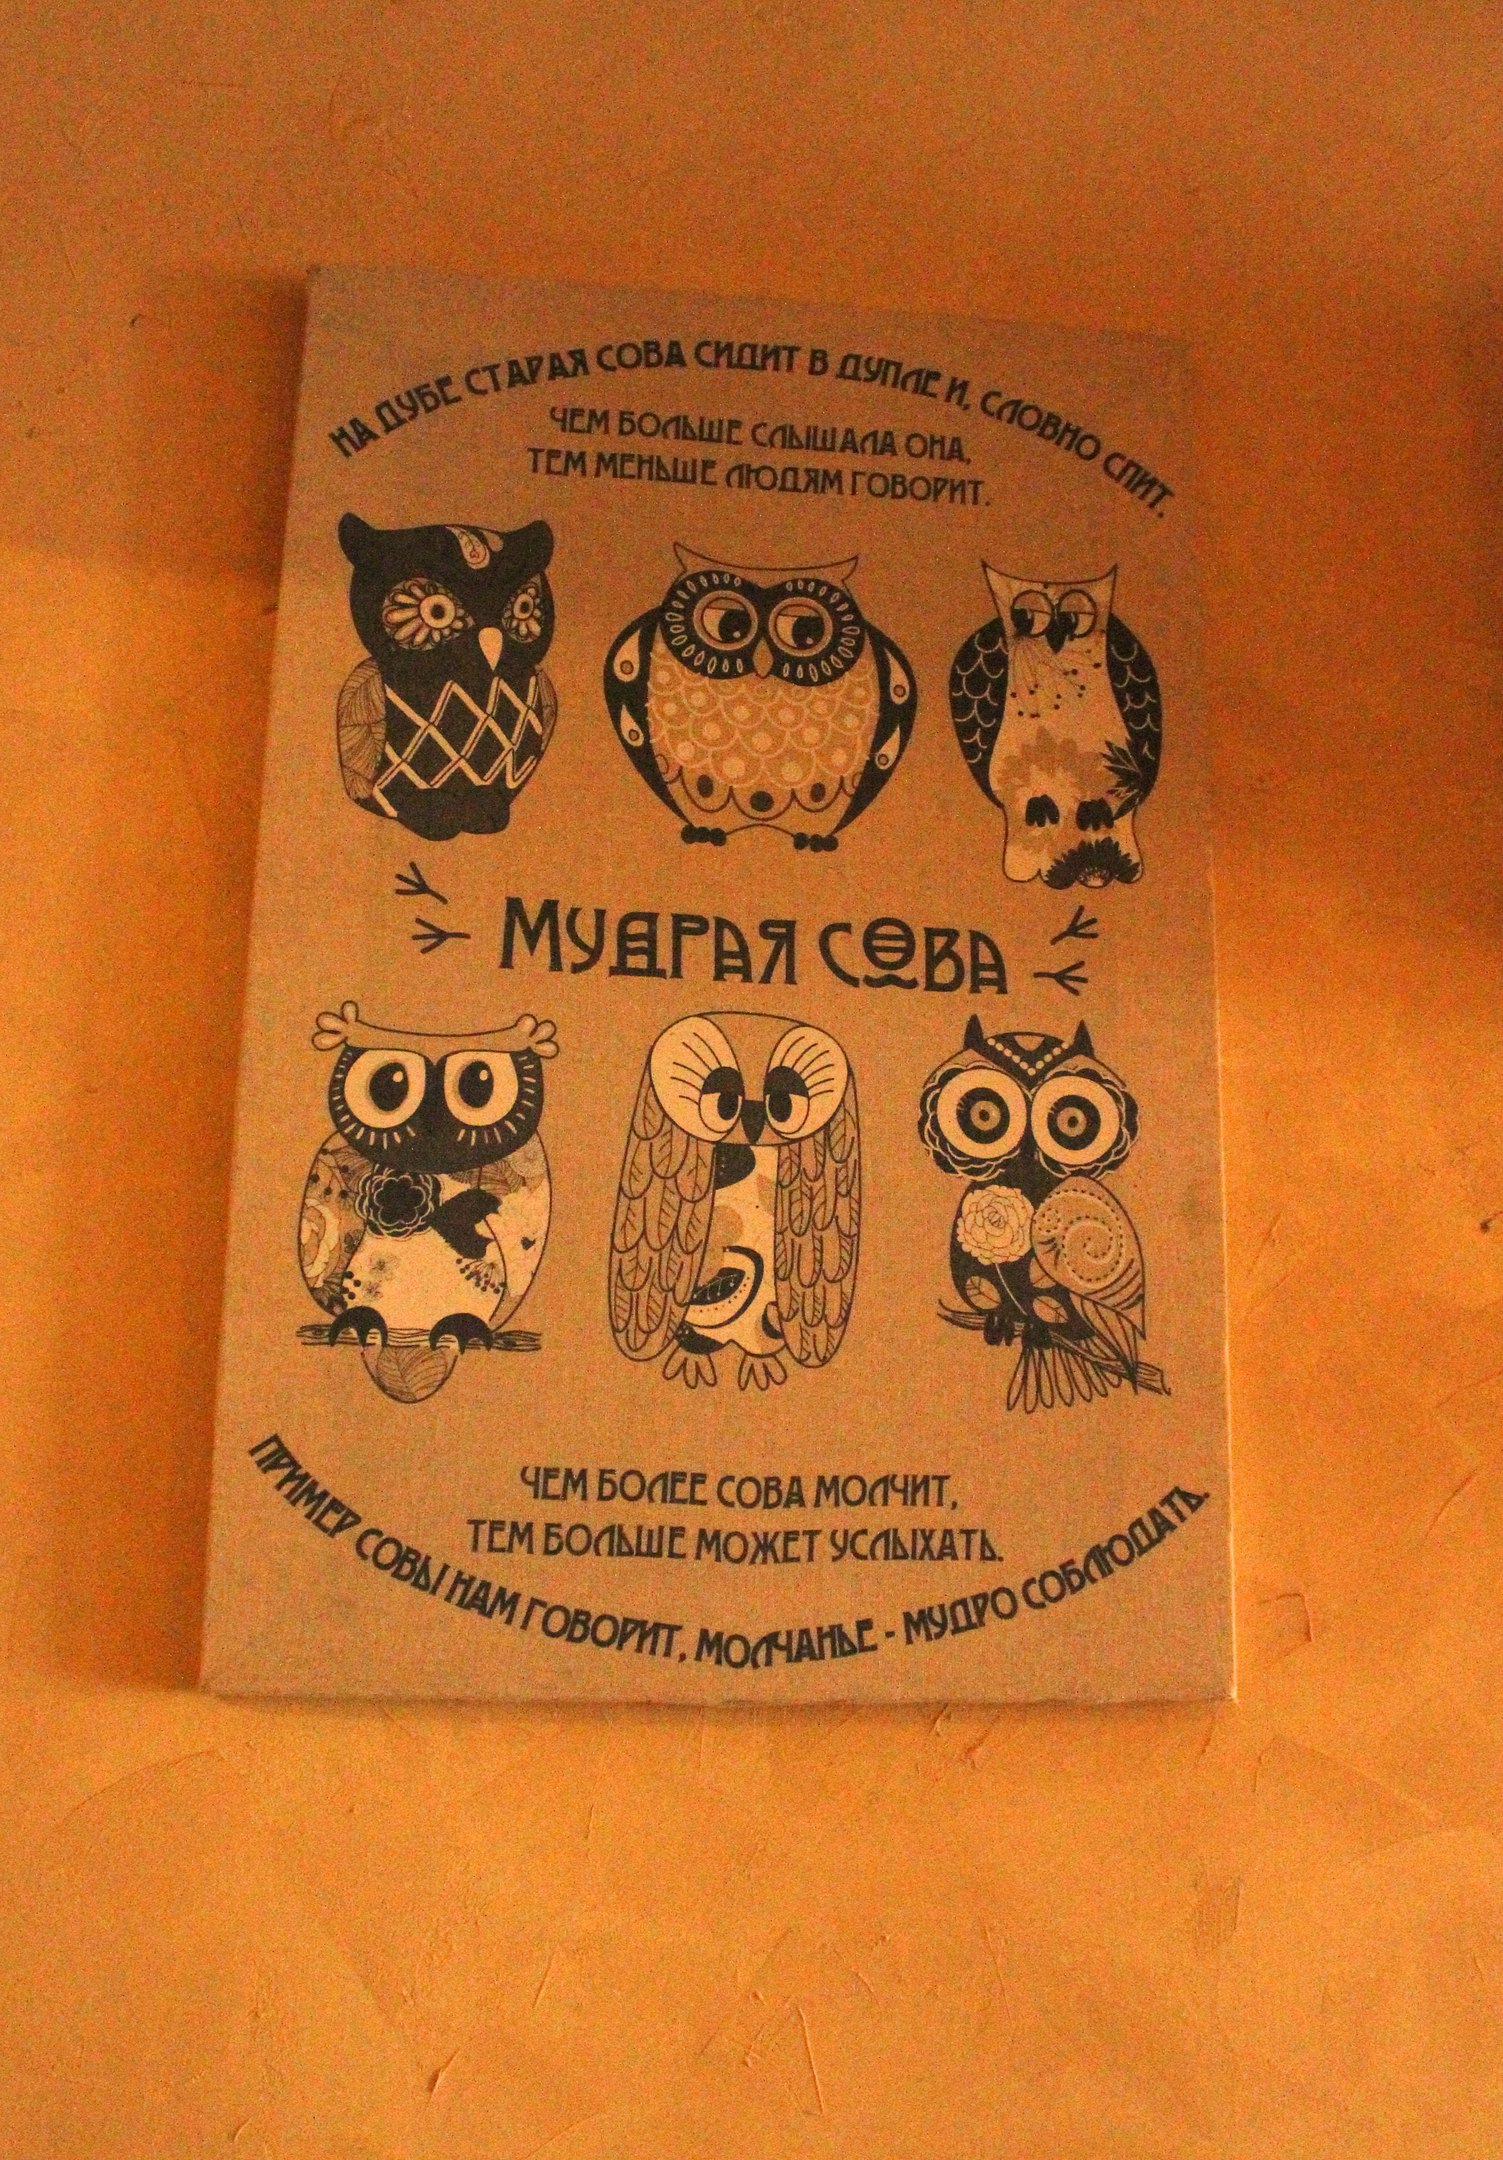 НА ДУБЕ СТАРАЯ СОВА СИДИТ В ДУПЛЕ И, СЛОВНО СПИТ.
ЧЕМ БОЛЬШЕ СЛЫШАЛА ОНА,
ТЕМ МЕНЬШЕ ЛЮДЯМ ГОВОРИТ.
МУДРАЯ СОВА
ЧЕМ БОЛЕЕ СОВА МОЛЧИТ,
ТЕМ БОЛЬШЕ МОЖЕТ УСЛЫХАТЬ.
ПРИМЕР СОВЫ НАМ ГОВОРИТ, МОЛЧАНЬЕ - МУДРО СОБЛЮДАТЬ.